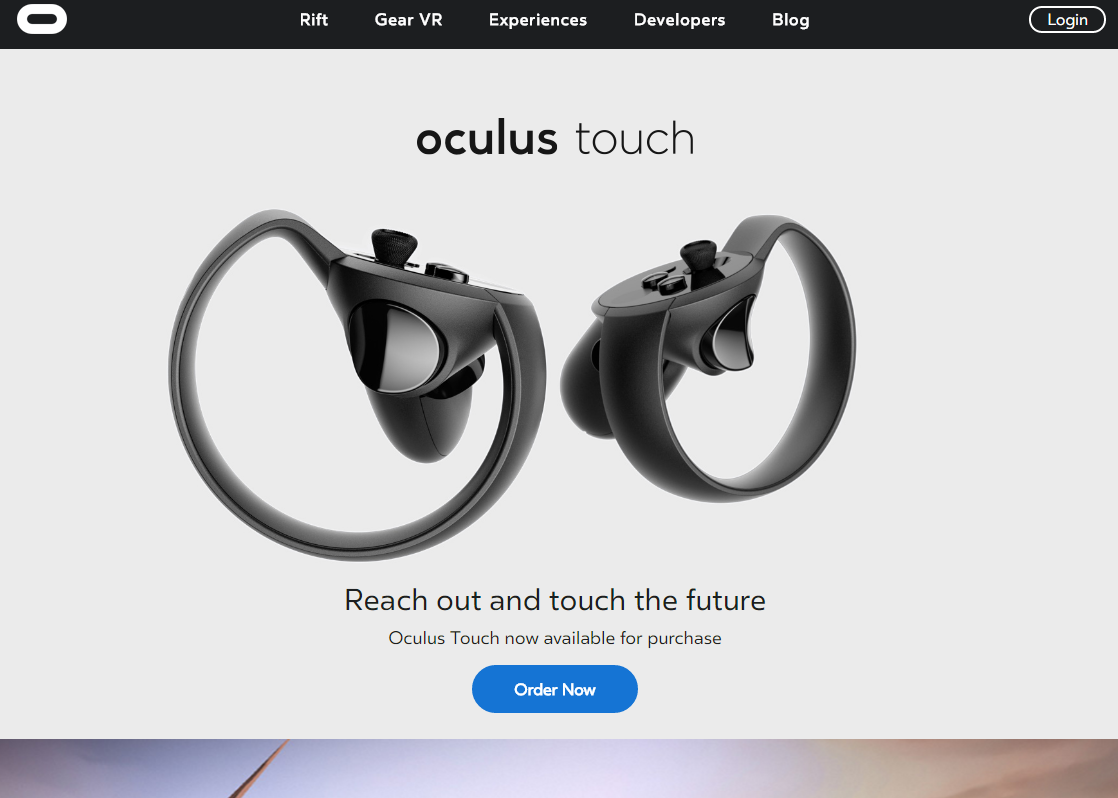 Rift Gear VR Experiences Developers Blog Login
oculus touch
Reach out and touch the future
Oculus Touch now available for purchase
Order Now